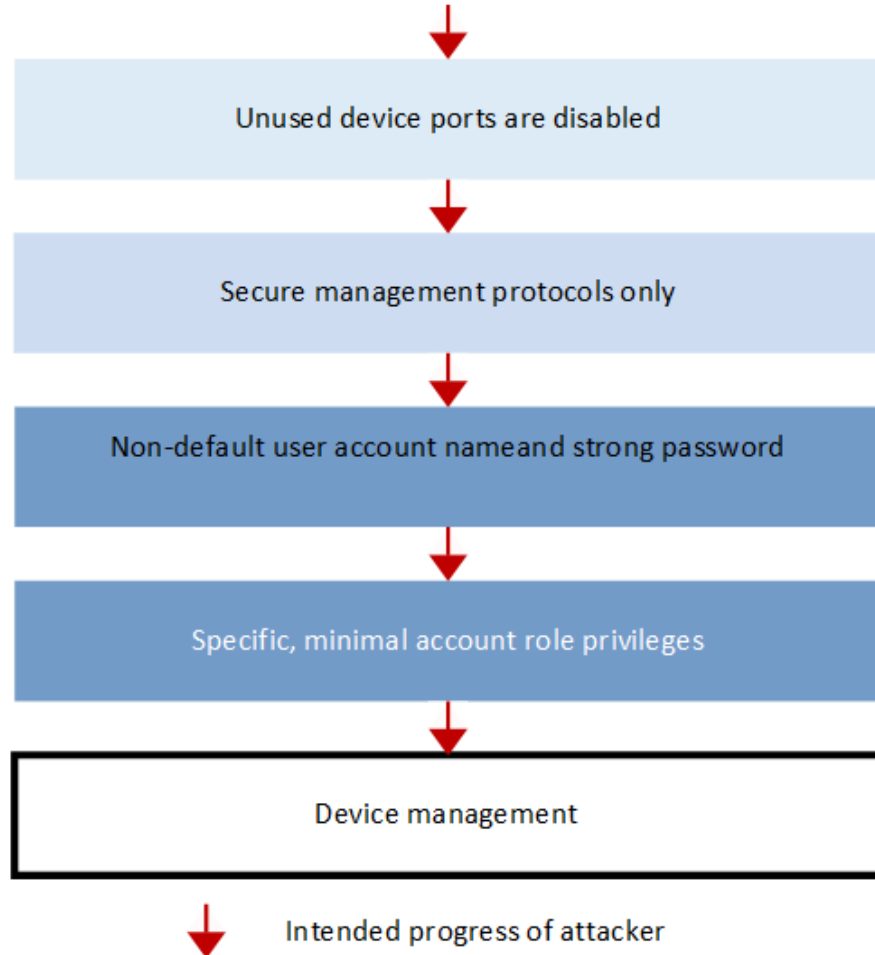 Unused device ports are disabled
Secure management protocols only
Non-default user account nameand strong password
Specific, minimal account role privileges
Device management
Intended progress of attacker